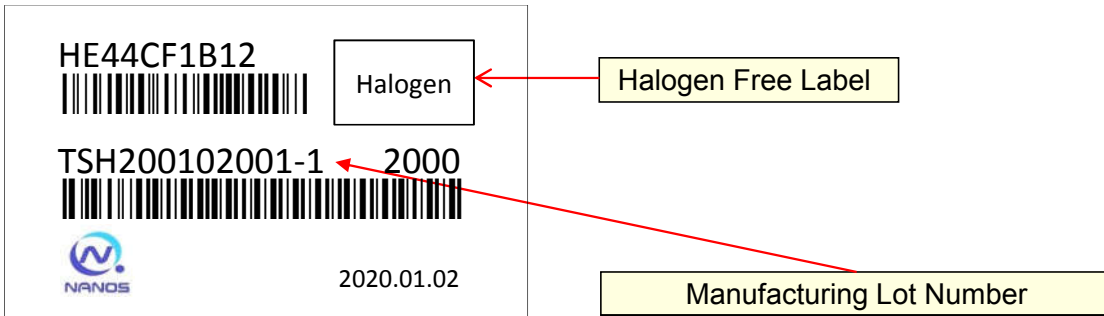 HE44CF1B12
Halogen
Halogen Free Label
TSH200102001-1 2000
NANOS
2020.01.02
Manufacturing Lot Number